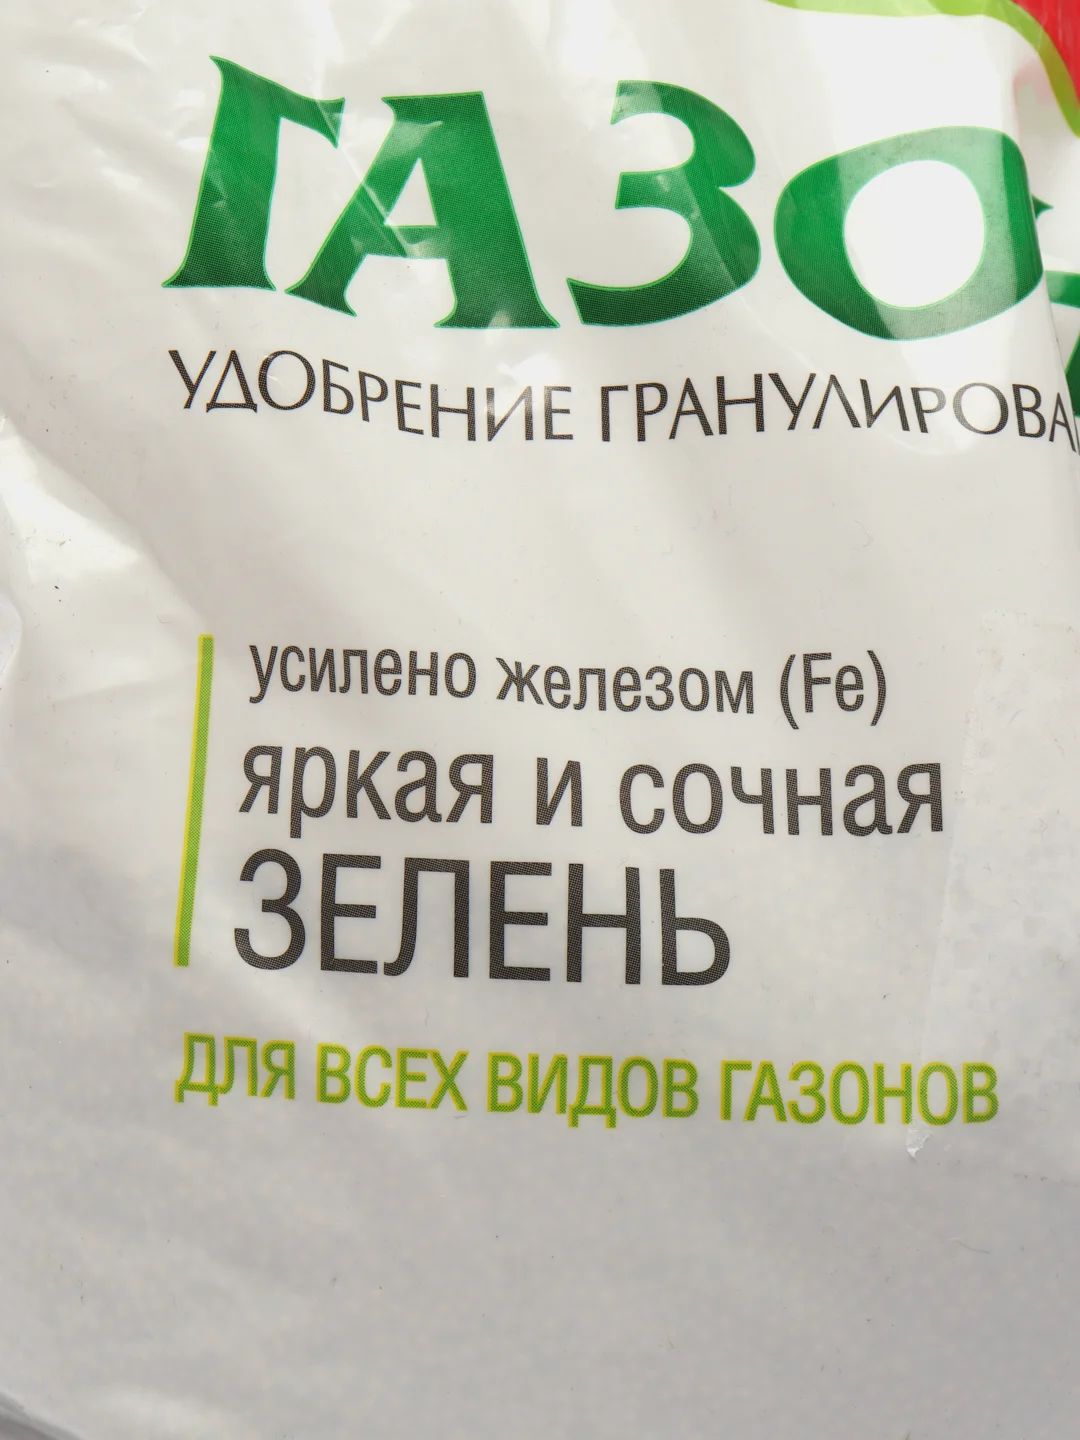 ГАЗО
УДОБРЕНИЕ ГРАНУЛИРОВА
усилено железом (Fe)
яркая и сочная
ЗЕЛЕНЬ
ДЛЯ ВСЕХ ВИДОВ ГАЗОНОВ